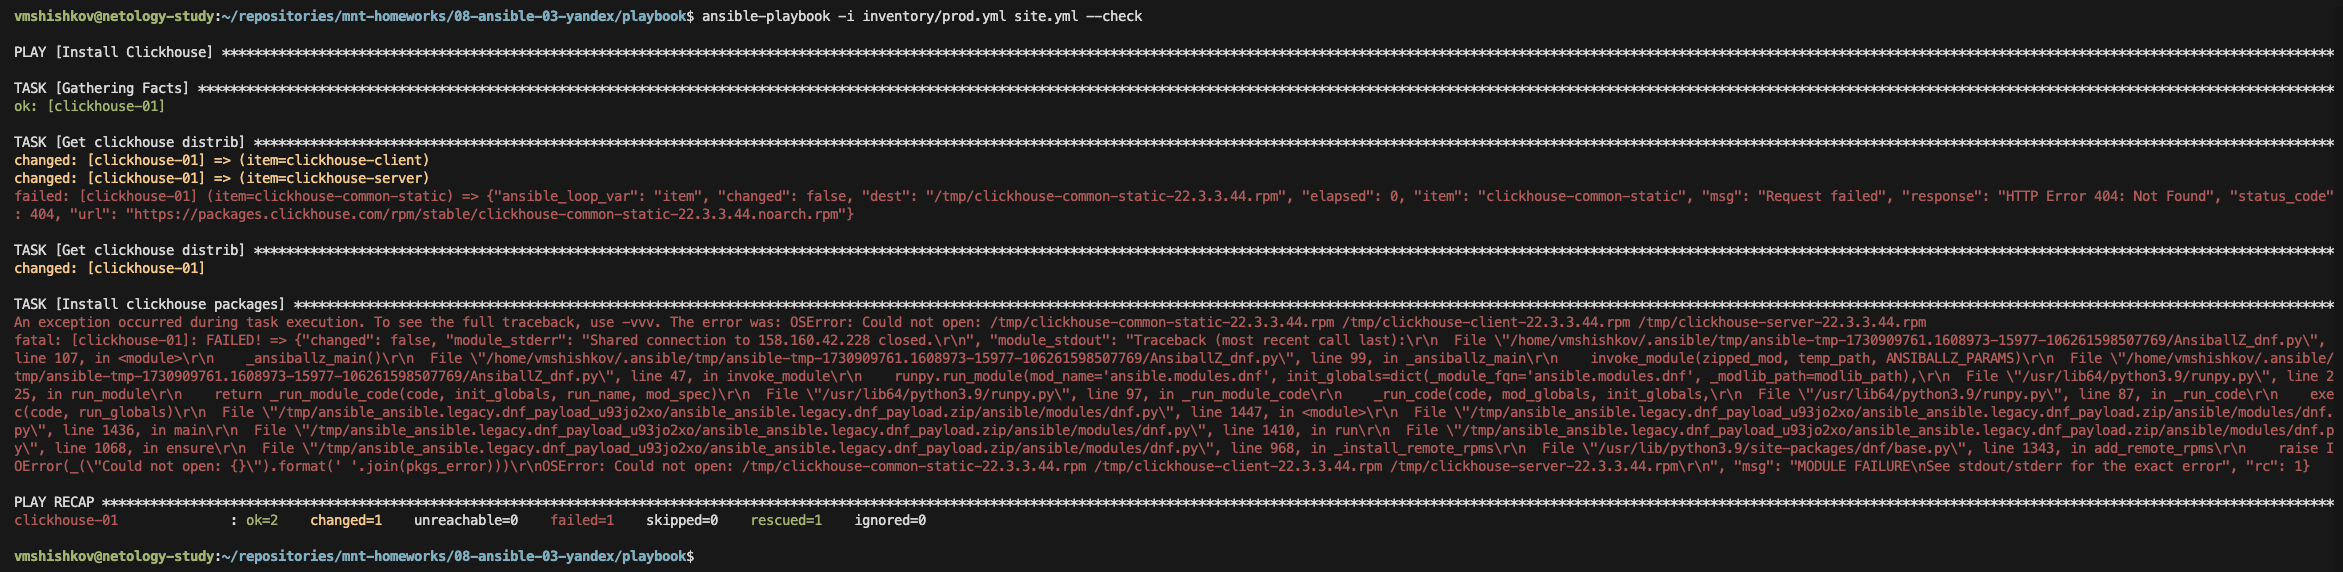 vmshishkov@netology-study:~/repositories/mnt-homeworks/08-ansible-03-yandex/playbook$ ansible-playbook -i inventory/prod.yml site.yml --check
PLAY [Install Clickhouse] ************************************************************
TASK [Gathering Facts] ************************************************************
ok: [clickhouse-01]
TASK [Get clickhouse distrib] ************************************************************
changed: [clickhouse-01] => (item=clickhouse-client)
changed: [clickhouse-01] => (item=clickhouse-server)
failed: [clickhouse-01] (item=clickhouse-common-static) => {"ansible_loop_var": "item", "changed": false, "dest": "/tmp/clickhouse-common-static-22.3.3.44.rpm", "elapsed": 0, "item": "clickhouse-common-static", "msg": "Request failed", "response": "HTTP Error 404: Not Found", "status_code"
: 404, "url": "https://packages.clickhouse.com/rpm/stable/clickhouse-common-static-22.3.3.44.noarch.rpm"}
TASK [Get clickhouse distrib] ************************************************************
changed: [clickhouse-01]
TASK [Install clickhouse packages] ************************************************************
An exception occurred during task execution. To see the full traceback, use -vvv. The error was: OSError: Could not open: /tmp/clickhouse-common-static-22.3.3.44.rpm /tmp/clickhouse-client-22.3.3.44.rpm /tmp/clickhouse-server-22.3.3.44.rpm
fatal: [clickhouse-01]: FAILED! => {"changed": false, "module_stderr": "Shared connection to 158.160.42.228 closed.\r\n", "module_stdout": "Traceback (most recent call last):\r\n  File \"/home/vmshishkov/.ansible/tmp/ansible-tmp-1730909761.1608973-15977-106261598507769/AnsiballZ_dnf.py\",
line 107, in <module>\r\n    _ansiballz_main()\r\n  File \"/home/vmshishkov/.ansible/tmp/ansible-tmp-1730909761.1608973-15977-106261598507769/AnsiballZ_dnf.py\", line 99, in _ansiballz_main\r\n    invoke_module(zipped_mod, temp_path, ANSIBALLZ_PARAMS)\r\n  File \"/home/vmshishkov/.ansible/
tmp/ansible-tmp-1730909761.1608973-15977-106261598507769/AnsiballZ_dnf.py\", line 47, in invoke_module\r\n    runpy.run_module(mod_name='ansible.modules.dnf', init_globals=dict(_module_fqn='ansible.modules.dnf', _modlib_path=modlib_path),\r\n  File \"/usr/lib64/python3.9/runpy.py\", line 2
25, in run_module\r\n    return _run_module_code(code, init_globals, run_name, mod_spec)\r\n  File \"/usr/lib64/python3.9/runpy.py\", line 97, in _run_module_code\r\n    _run_code(code, mod_globals, init_globals,\r\n  File \"/usr/lib64/python3.9/runpy.py\", line 87, in _run_code\r\n    exe
c(code, run_globals)\r\n  File \"/tmp/ansible_ansible.legacy.dnf_payload_u93jo2xo/ansible_ansible.legacy.dnf_payload.zip/ansible/modules/dnf.py\", line 1447, in <module>\r\n  File \"/tmp/ansible_ansible.legacy.dnf_payload_u93jo2xo/ansible_ansible.legacy.dnf_payload.zip/ansible/modules/dnf.
py\", line 1436, in main\r\n  File \"/tmp/ansible_ansible.legacy.dnf_payload_u93jo2xo/ansible_ansible.legacy.dnf_payload.zip/ansible/modules/dnf.py\", line 1410, in run\r\n  File \"/tmp/ansible_ansible.legacy.dnf_payload_u93jo2xo/ansible_ansible.legacy.dnf_payload.zip/ansible/modules/dnf.p
y\", line 1068, in ensure\r\n  File \"/tmp/ansible_ansible.legacy.dnf_payload_u93jo2xo/ansible_ansible.legacy.dnf_payload.zip/ansible/modules/dnf.py\", line 968, in _install_remote_rpms\r\n  File \"/usr/lib/python3.9/site-packages/dnf/base.py\", line 1343, in add_remote_rpms\r\n    raise I
OError(_(\"Could not open: {}\").format(' '.join(pkgs_error)))\r\nOSError: Could not open: /tmp/clickhouse-common-static-22.3.3.44.rpm /tmp/clickhouse-client-22.3.3.44.rpm /tmp/clickhouse-server-22.3.3.44.rpm\r\n", "msg": "MODULE FAILURE\nSee stdout/stderr for the exact error", "rc": 1}
PLAY RECAP ************************************************************
clickhouse-01              : ok=2    changed=1    unreachable=0    failed=1    skipped=0    rescued=1    ignored=0
vmshishkov@netology-study:~/repositories/mnt-homeworks/08-ansible-03-yandex/playbook$